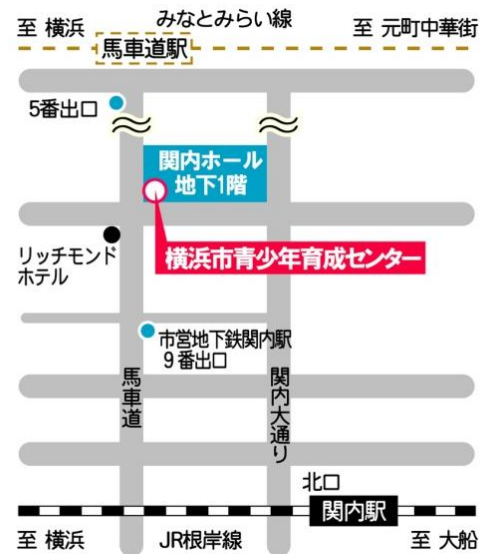 みなとみらい線
至 横浜
至 元町中華街
馬車道駅
5番出口
関内ホール
地下1階
横浜市青少年育成センター
リッチモンド
ホテル
市営地下鉄関内駅
9番出口
馬車道
関内大通り
北口
関内駅
至 横浜
JR根岸線
至 大船